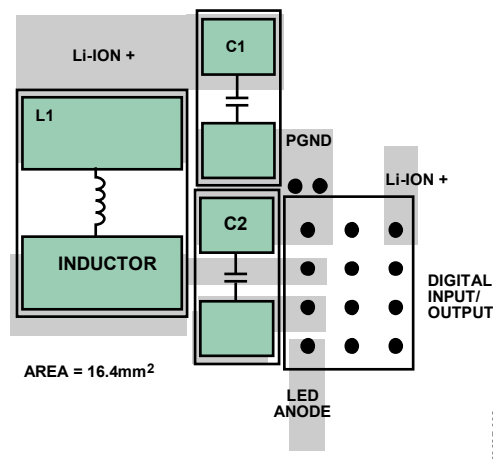 Li-ION +
C1
L1
PGND
Li-ION +
C2
INDUCTOR
DIGITAL
INPUT/
OUTPUT
AREA = 16.4mm²
LED
ANODE